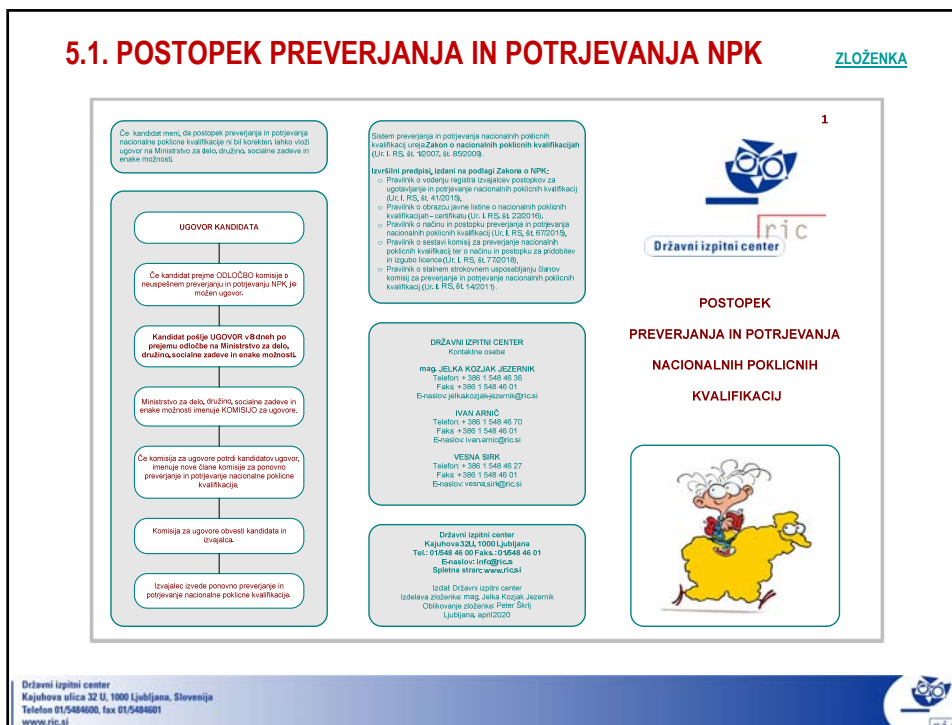 5.1. POSTOPEK PREVERJANJA IN POTRJEVANJA NPK
ZLOŽENKA
Če kandidat meni, da postopek preverjanja in potrjevanja
nacionalne poklicne kvalifikacije ni bil korekten, lahko vloži
ugovor na Ministrstvo za delo, družino, socialne zadeve in
enake možnosti.
UGOVOR KANDIDATA
Če kandidat prejme ODLOČBO komisije o
neuspešnem preverjanju in potrjevanju NPK, je
možen ugovor.
Kandidat pošlje UGOVOR v 8 dneh po
prejemu odločbe na Ministrstvo za delo,
družino, socialne zadeve in enake možnosti.
Ministrstvo za delo, družino, socialne zadeve in
enake možnosti imenuje KOMISIJO za ugovore.
Če komisija za ugovore potrdi kandidatov ugovor,
imenuje nove člane komisije za ponovno
preverjanje in potrjevanje nacionalne poklicne
kvalifikacije.
Komisija za ugovore obvesti kandidata in
izvajalca.
Izvajalec izvede ponovno preverjanje in
potrjevanje nacionalne poklicne kvalifikacije.
Sistem preverjanja in potrjevanja nacionalnih poklicnih
kvalifikacij ureja Zakon o nacionalnih poklicnih kvalifikacijah
(Ur. l. RS, št. 1/2007, št. 85/2009).
Izvršilni predpisi, izdani na podlagi Zakona o NPK:
o Pravilnik o vodenju registra izvajalcev postopkov za
ugotavljanje in potrjevanje nacionalnih poklicnih kvalifikacij
(Ur. l. RS, št. 41/2015),
o Pravilnik o obrazcu javne listine o nacionalnih poklicnih
kvalifikacijah – certifikatu (Ur. l. RS, št. 22/2016),
o Pravilnik o načinu in postopku preverjanja in potrjevanja
nacionalnih poklicnih kvalifikacij (Ur. l. RS, št. 67/2015),
o Pravilnik o sestavi komisij za preverjanje nacionalnih
poklicnih kvalifikacij ter o načinu in postopku za pridobitev
in izgubo licence (Ur. l. RS, št. 77/2018),
o Pravilnik o stalnem strokovnem usposabljanju članov
komisij za preverjanje in potrjevanje nacionalnih poklicnih
kvalifikacij (Ur. l. RS, št. 14/2011).
DRŽAVNI IZPITNI CENTER
Kontaktne osebe:
mag. JELKA KOZJAK JEZERNIK
Telefon: + 386 1 548 46 36
Faks: + 386 1 548 46 01
E-naslov: jelka.kozjak-jezernik@ric.si
IVAN ARNIČ
Telefon: + 386 1 548 46 70
Faks: + 386 1 548 46 01
E-naslov: ivan.arnic@ric.si
VESNA SIRK
Telefon: + 386 1 548 46 27
Faks: + 386 1 548 46 01
E-naslov: vesna.sirk@ric.si
Državni izpitni center
Kajuhova 32U, 1000 Ljubljana
Tel.: 01/548 46 00 Faks.: 01/548 46 01
E-naslov: info@ric.s
Spletna stran: www.ric.si
Izdal: Državni izpitni center
Izdelava zloženke: mag. Jelka Kozjak Jezernik
Oblikovanje zloženke: Peter Škrlj
Ljubljana, april 2020
1
ric
Državni izpitni center
POSTOPEK
PREVERJANJA IN POTRJEVANJA
NACIONALNIH POKLICNIH
KVALIFIKACIJ
Državni izpitni center
Kajuhova ulica 32 U, 1000 Ljubljana, Slovenija
Telefon 01/5484600, fax 01/5484601
www.ric.si